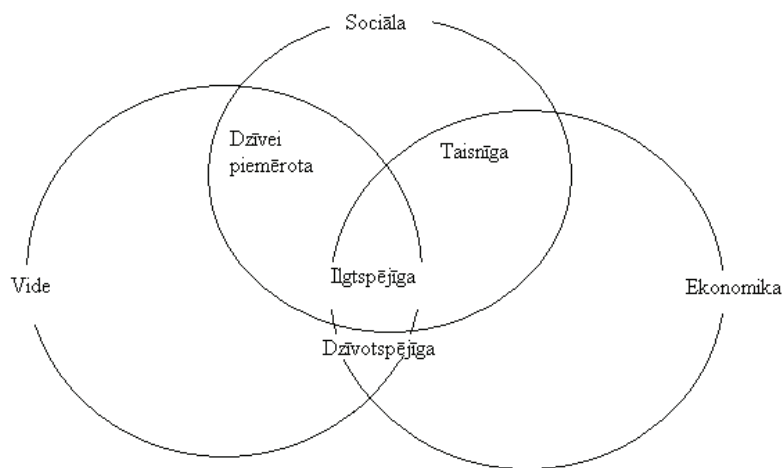 Sociāla
Dzīvei
piemērota
Taisnīga
Ilgtspējīga
Vide
Ekonomika
Dzīvotspējīga